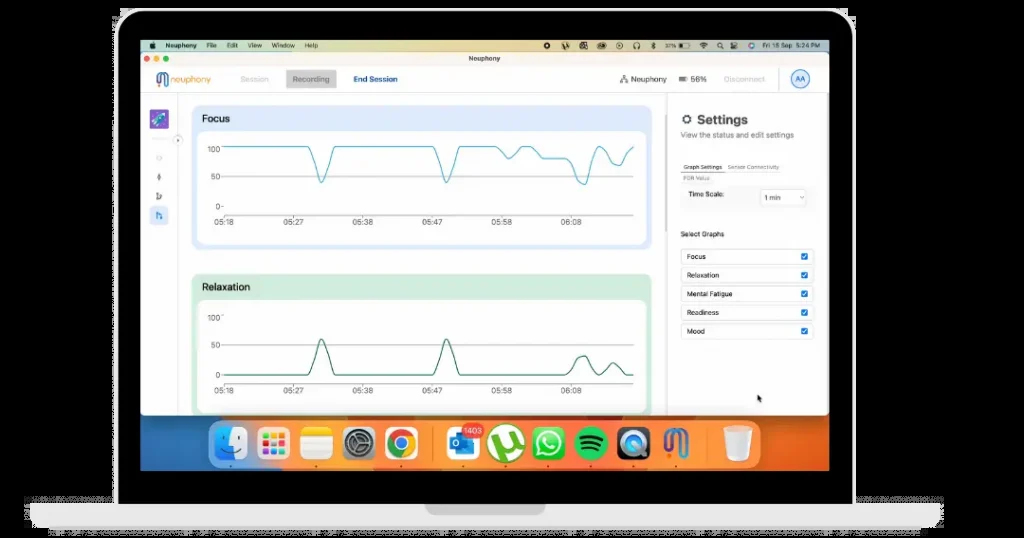 Neuphony File Edit View Window Help
Fri 15 Sep 5:24 PM
Neuphony
neuphony Session Recording End Session Neuphony 56% Disconnect AA
Focus
100
50
0
05:18 05:27 05:38 05:47 05:58 06:08
Relaxation
100
50
0
05:18 05:27 05:38 05:47 05:58 06:08
Settings
View the status and edit settings
Graph Settings Sensor Connectivity
Time Scale: 1 min
Select Graphs
Focus
Relaxation
Mental Fatigue
Readiness
Mood
1403